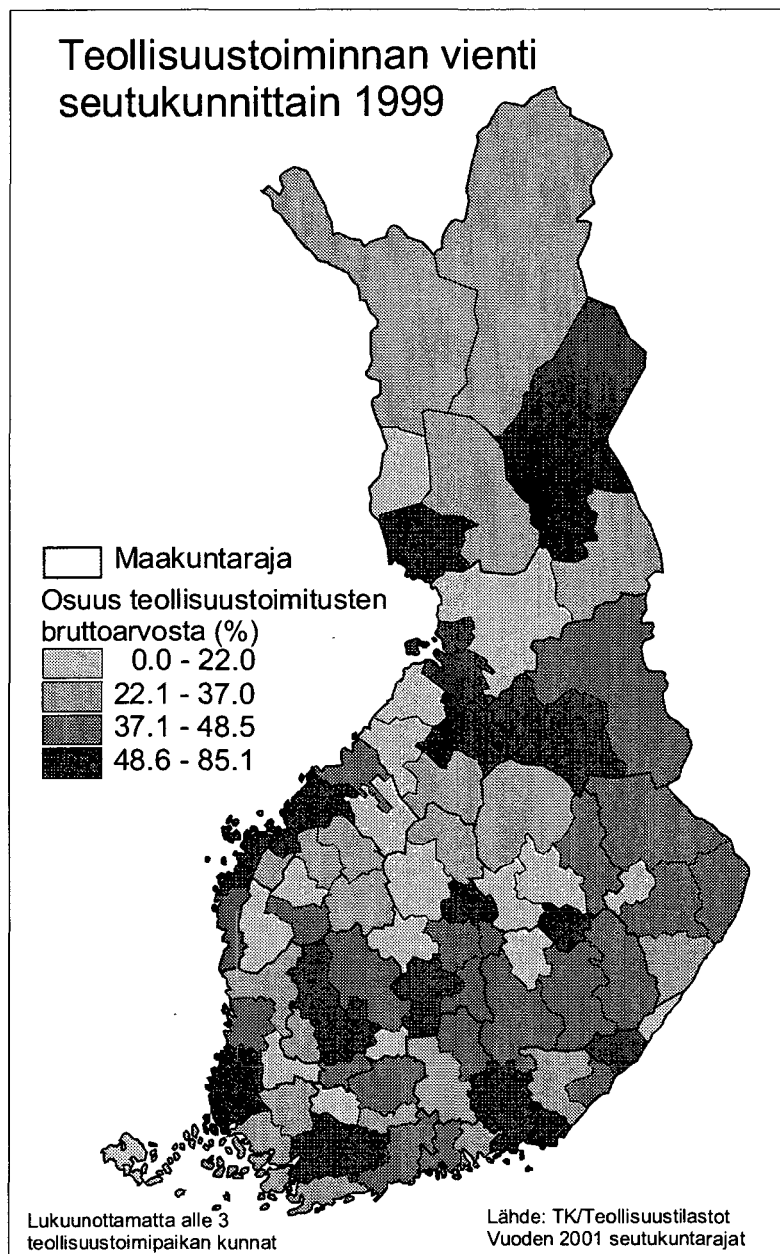 Teollisuustoiminnan vienti
seutukunnittain 1999
Maakuntaraja
Osuus teollisuustoimitusten
bruttoarvosta (%)
0.0 - 22.0
22.1 - 37.0
37.1 - 48.5
48.6 - 85.1
Lukuunottamatta alle 3
teollisuustoimipaikan kunnat
Lähde: TK/Teollisuustilastot
Vuoden 2001 seutukuntarajat